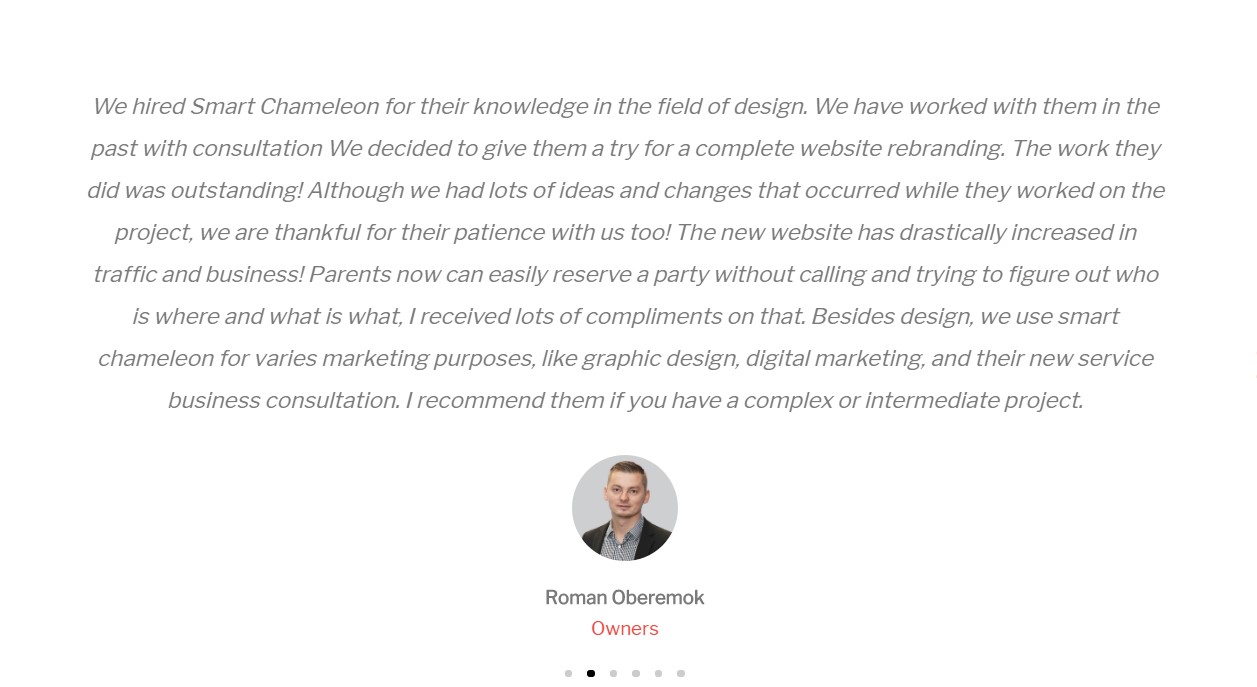 We hired Smart Chameleon for their knowledge in the field of design. We have worked with them in the
past with consultation We decided to give them a try for a complete website rebranding. The work they
did was outstanding! Although we had lots of ideas and changes that occurred while they worked on the
project, we are thankful for their patience with us too! The new website has drastically increased in
traffic and business! Parents now can easily reserve a party without calling and trying to figure out who
is where and what is what, I received lots of compliments on that. Besides design, we use smart
chameleon for varies marketing purposes, like graphic design, digital marketing, and their new service
business consultation. I recommend them if you have a complex or intermediate project.
Roman Oberemok
Owners